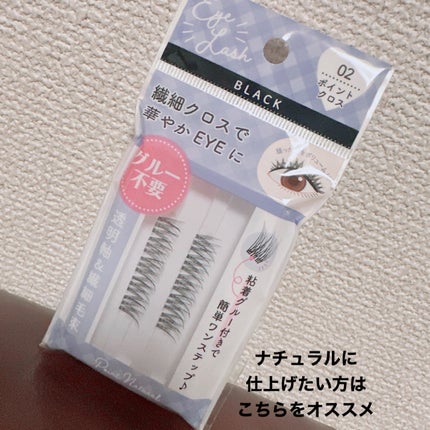 Eye
Lash
BLACK
02
ポイント
クロス
繊細クロスで
華やかEYEに
グルー
不要
透明軸&繊細毛束
粘着グルー付きで
簡単ワンステップ♪
ナチュラルに
仕上げたい方は
こちらをオススメ